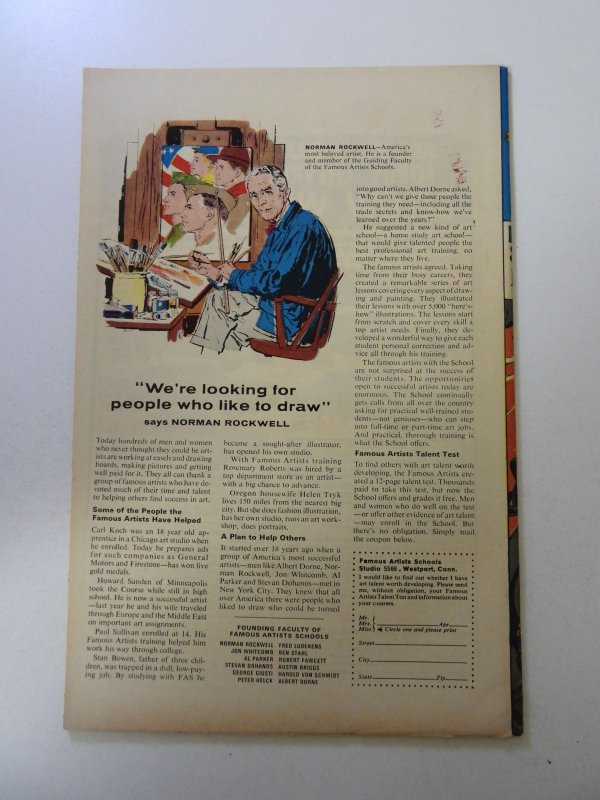 NORMAN ROCKWELL—America's
most beloved artist. He is a founder
and member of the Guiding Faculty
of the Famous Artists Schools.
"We're looking for
people who like to draw"
says NORMAN ROCKWELL
Today hundreds of men and women
who never thought they could be art-
ists are working at easels and drawing
boards, making pictures and getting
well paid for it. They all can thank a
group of famous artists who have de-
voted much of their time and talent
to helping others find success in art.
Some of the People the
Famous Artists Have Helped
Carl Koch was an 18 year old ap-
prentice in a Chicago art studio when
he enrolled. Today he prepares ads
for such companies as General
Motors and Firestone—has won five
gold medals.
Howard Sanden of Minneapolis
took the Course while still in high
school. He is now a successful artist
—last year he and his wife traveled
through Europe and the Middle East
on important art assignments.
Paul Sullivan enrolled at 14. His
Famous Artists training helped him
work his way through college.
Stan Bowen, father of three chil-
dren, was trapped in a dull, low-pay-
ing job. By studying with FAS he
became a sought-after illustrator,
has opened his own studio.
With Famous Artists training
Rosemary Roberts was hired by a
top department store as an artist—
with a big chance to advance.
Oregon housewife Helen Tryk
lives 150 miles from the nearest big
city. But she does fashion illustration,
has her own studio, runs an art work-
shop, does portraits.
A Plan to Help Others
It started over 18 years ago when a
group of America's most successful
artists—men like Albert Dorne, Nor-
man Rockwell, Jon Whitcomb, Al
Parker and Stevan Dohanos—met in
New York City. They knew that all
over America there were people who
liked to draw who could be turned
FOUNDING FACULTY OF
FAMOUS ARTISTS SCHOOLS
NORMAN ROCKWELL FRED LUDEKENS
JON WHITCOMB BEN STAHL
AL PARKER ROBERT FAWCETT
STEVAN DOHANOS AUSTIN BRIGGS
GEORGE GIUSTI HAROLD VON SCHMIDT
PETER HELCK ALBERT DORNE
into good artists. Albert Dorne asked,
"Why can't we give those people the
training they need—including all the
trade secrets and know-how we've
learned over the years?"
He suggested a new kind of art
school—a home study art school—
that would give talented people the
best professional art training, no
matter where they live.
The famous artists agreed. Taking
time from their busy careers, they
created a remarkable series of art
lessons covering every aspect of draw-
ing and painting. They illustrated
their lessons with over 5,000 "here's-
how" illustrations. The lessons start
from scratch and cover every skill a
top artist needs. Finally, they de-
veloped a wonderful way to give each
student personal correction and ad-
vice all through his training.
The famous artists with the School
are not surprised at the success of
their students. The opportunities
open to successful artists today are
enormous. The School continually
gets calls from all over the country
asking for practical well-trained stu-
dents—not geniuses—who can step
into full-time or part-time art jobs.
And practical, thorough training is
what the School offers.
Famous Artists Talent Test
To find others with art talent worth
developing, the Famous Artists cre-
ated a 12-page talent test. Thousands
paid to take this test, but now the
School offers and grades it free. Men
and women who do well on the test
—or offer other evidence of art talent
—may enroll in the School. But
there's no obligation. Simply mail
the coupon below.
Famous Artists Schools
Studio 5586, Westport, Conn.
I would like to find out whether I have
art talent worth developing. Please send
me, without obligation, your Famous
Artists Talent Test and information about
your courses.
Mr.
Mrs. Age
Miss Circle one and please print
Street
City
State Zip